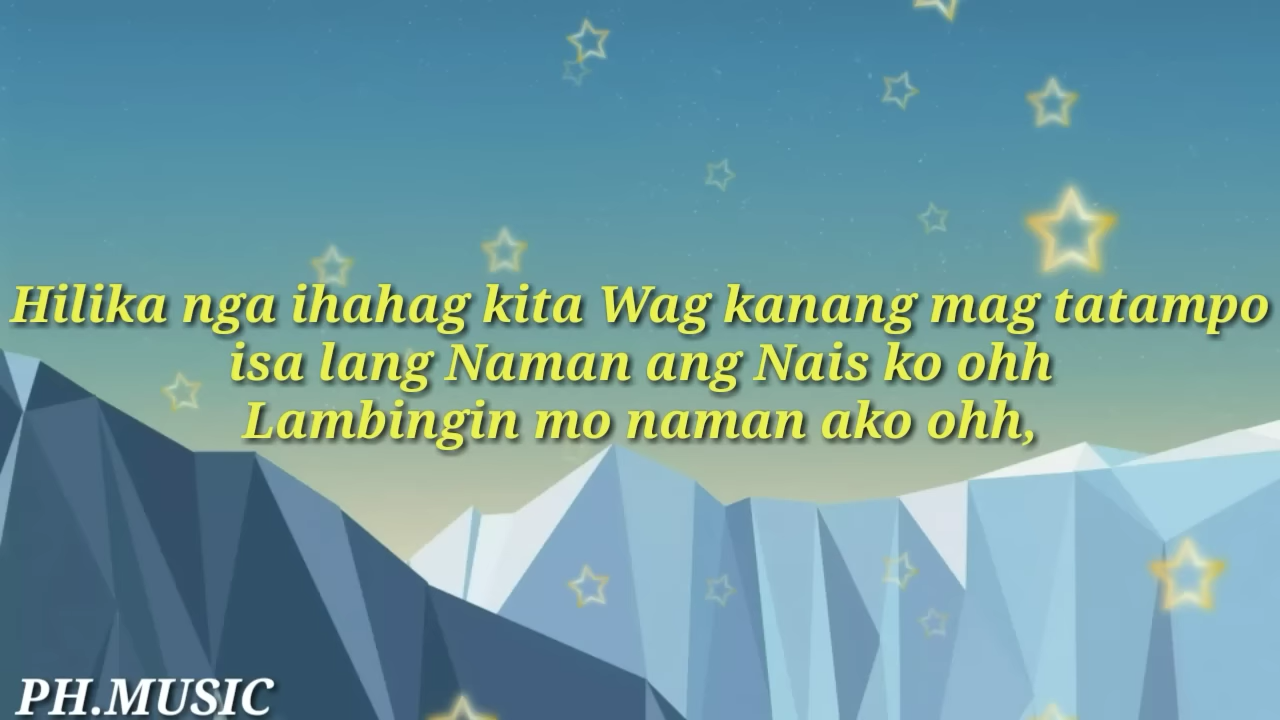 Hilika nga ihahag kita Wag kanang mag tatampo
isa lang Naman ang Nais ko ohh
Lambingin mo naman ako ohh,
PH.MUSIC